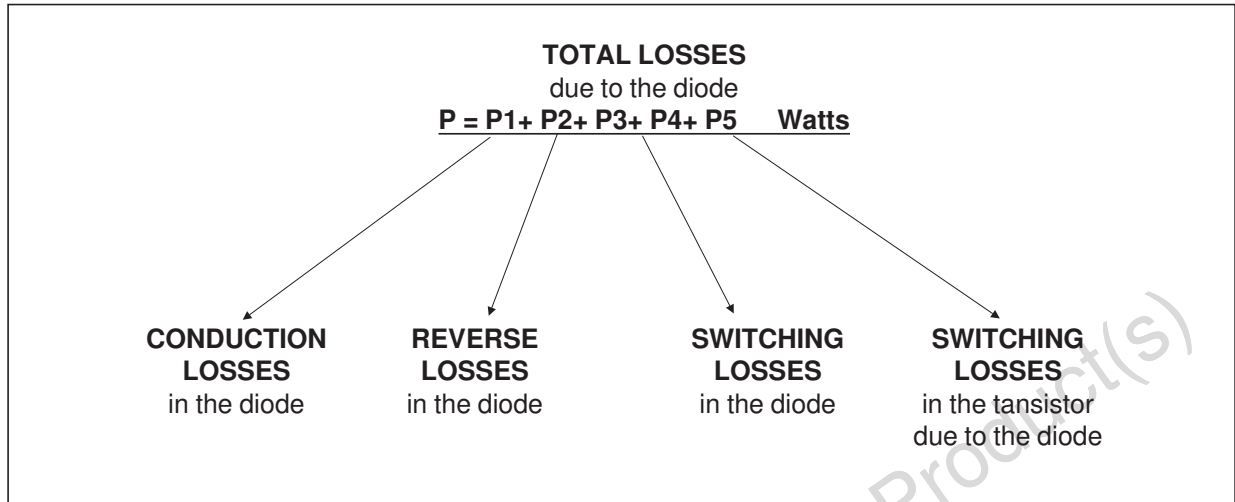 TOTAL LOSSES
due to the diode
P = P1+ P2+ P3+ P4+ P5 Watts
CONDUCTION
LOSSES
in the diode
REVERSE
LOSSES
in the diode
SWITCHING
LOSSES
in the diode
SWITCHING
LOSSES
in the tansistor
due to the diode
Product(s)